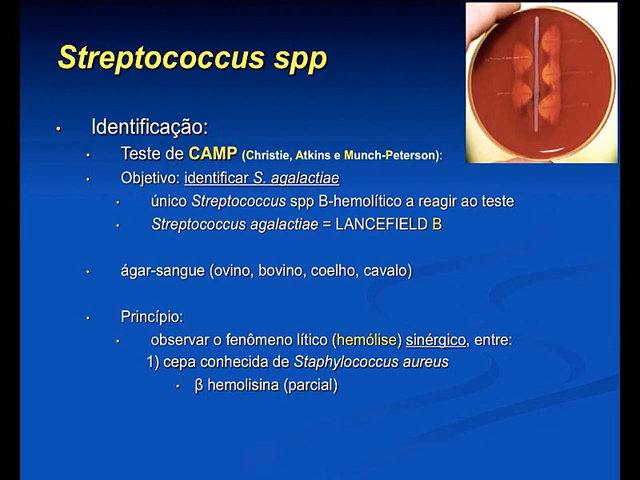 Streptococcus spp
• Identificação:
• Teste de CAMP (Christie, Atkins e Munch-Peterson):
• Objetivo: identificar S. agalactiae
• único Streptococcus spp B-hemolítico a reagir ao teste
• Streptococcus agalactiae = LANCEFIELD B
• ágar-sangue (ovino, bovino, coelho, cavalo)
• Princípio:
• observar o fenômeno lítico (hemólise) sinérgico, entre:
1) cepa conhecida de Staphylococcus aureus
• β hemolisina (parcial)